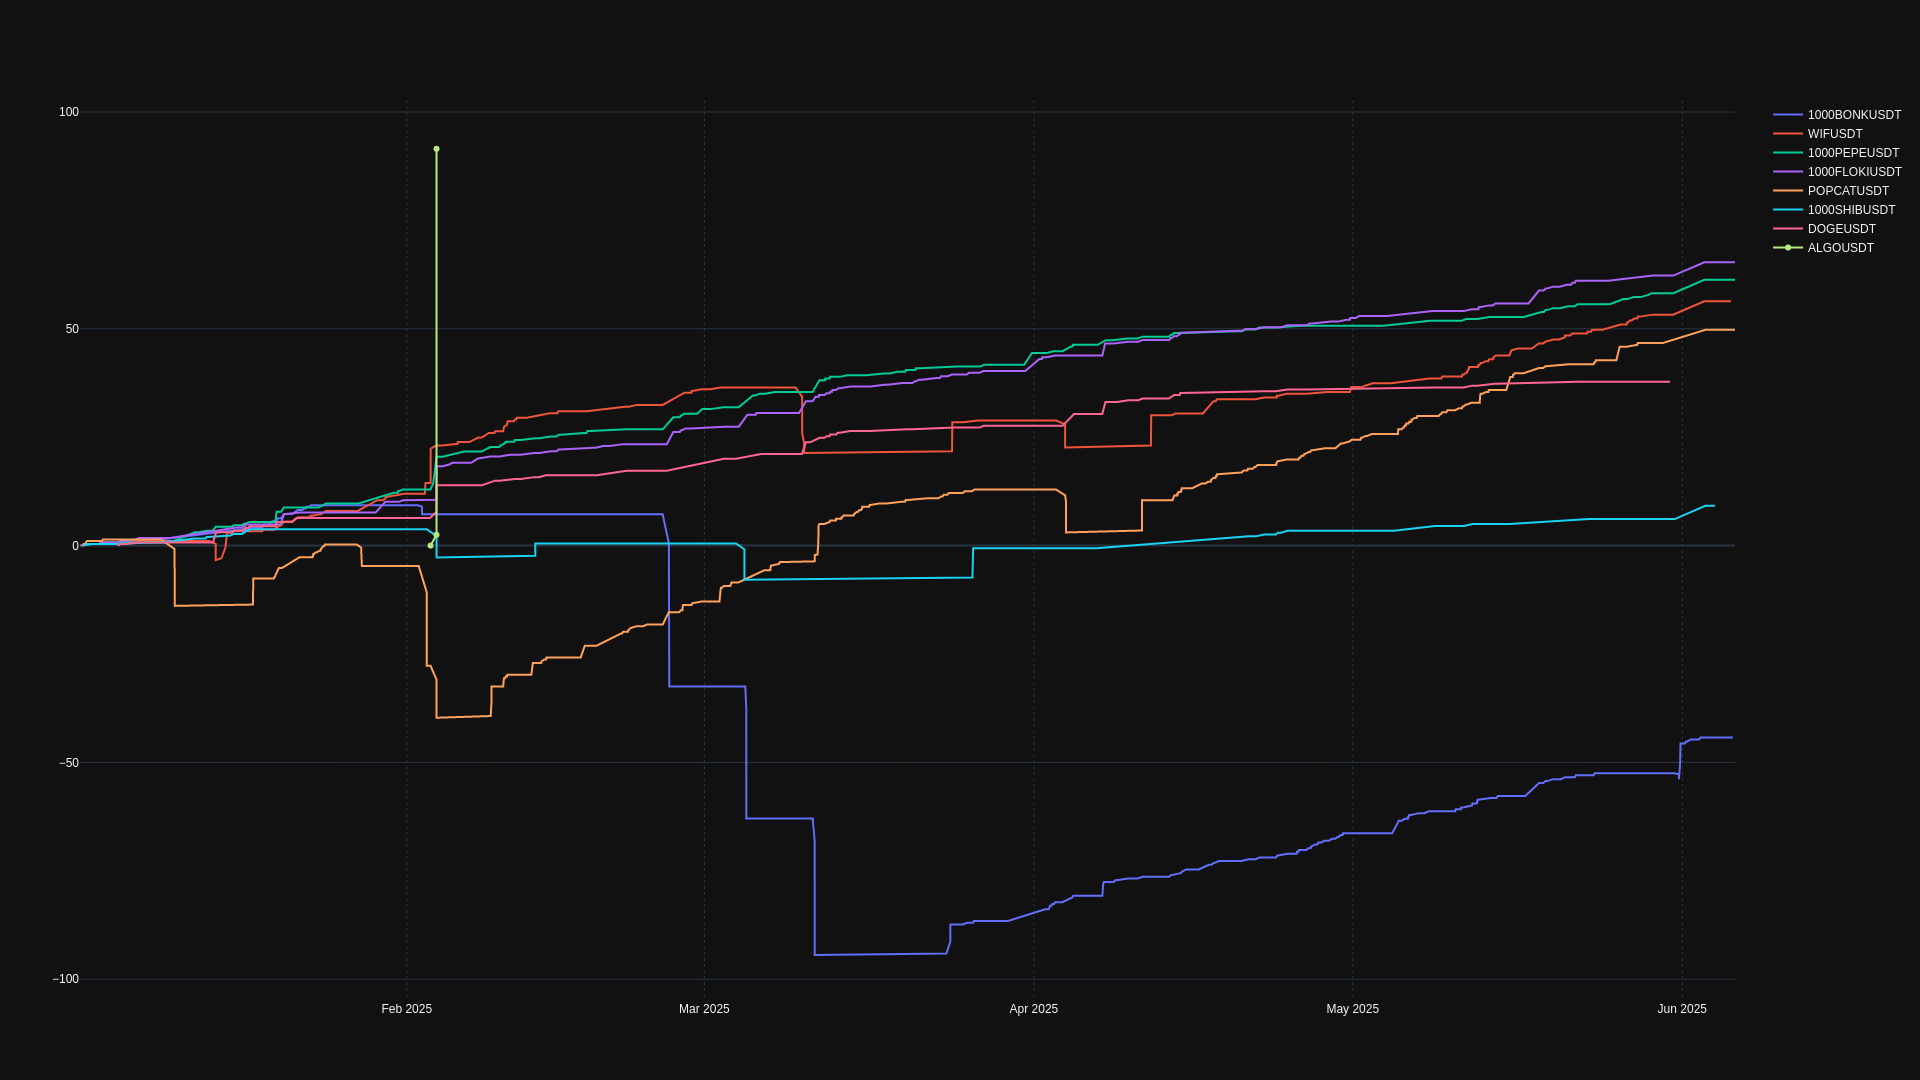 100
50
0
−50
−100
Feb 2025
Mar 2025
Apr 2025
May 2025
Jun 2025
1000BONKUSDT
WIFUSDT
1000PEPEUSDT
1000FLOKIUSDT
POPCATUSDT
1000SHIBUSDT
DOGEUSDT
ALGOUSDT